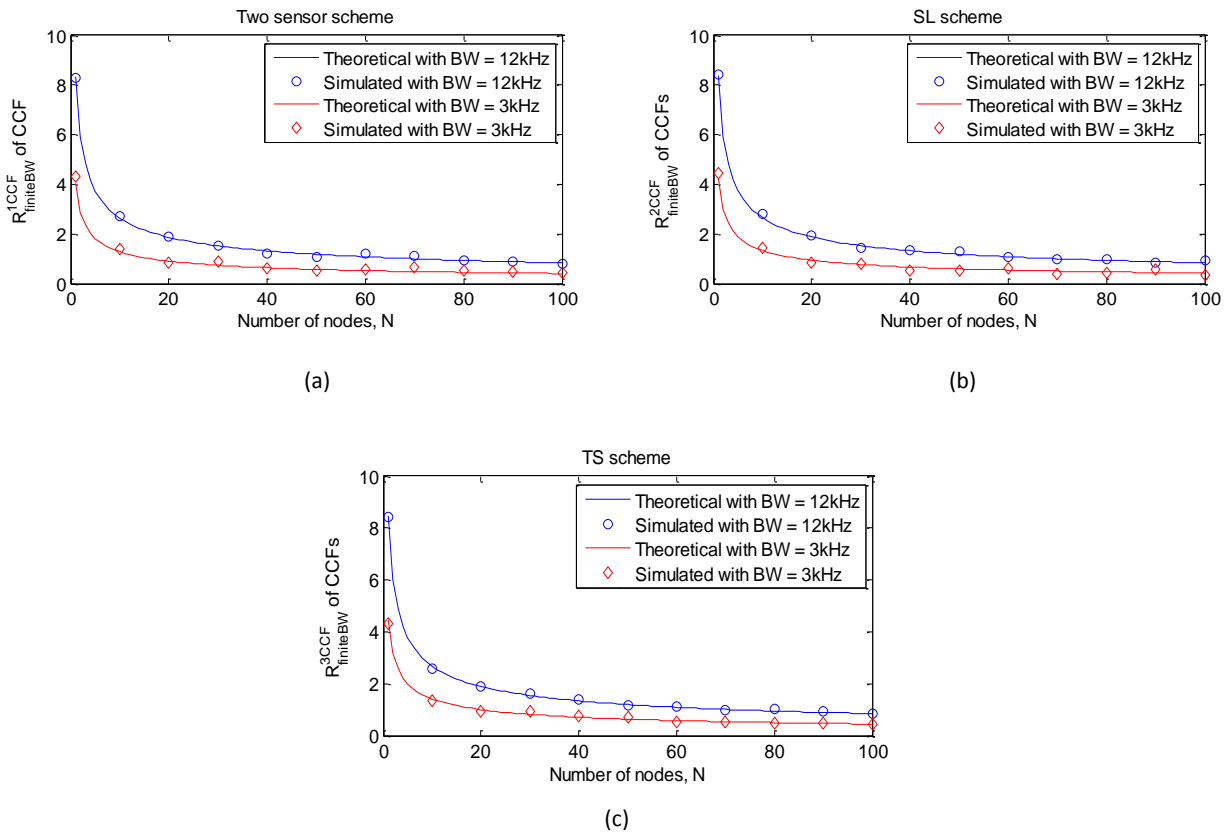 Two sensor scheme
10
8
6
4
2
0
R^{1CCF}_{finiteBW} of CCF
Theoretical with BW = 12kHz
Simulated with BW = 12kHz
Theoretical with BW = 3kHz
Simulated with BW = 3kHz
0 20 40 60 80 100
Number of nodes, N
(a)
SL scheme
10
8
6
4
2
0
R^{2CCF}_{finiteBW} of CCFs
Theoretical with BW = 12kHz
Simulated with BW = 12kHz
Theoretical with BW = 3kHz
Simulated with BW = 3kHz
0 20 40 60 80 100
Number of nodes, N
(b)
TS scheme
10
8
6
4
2
0
R^{3CCF}_{finiteBW} of CCFs
Theoretical with BW = 12kHz
Simulated with BW = 12kHz
Theoretical with BW = 3kHz
Simulated with BW = 3kHz
0 20 40 60 80 100
Number of nodes, N
(c)